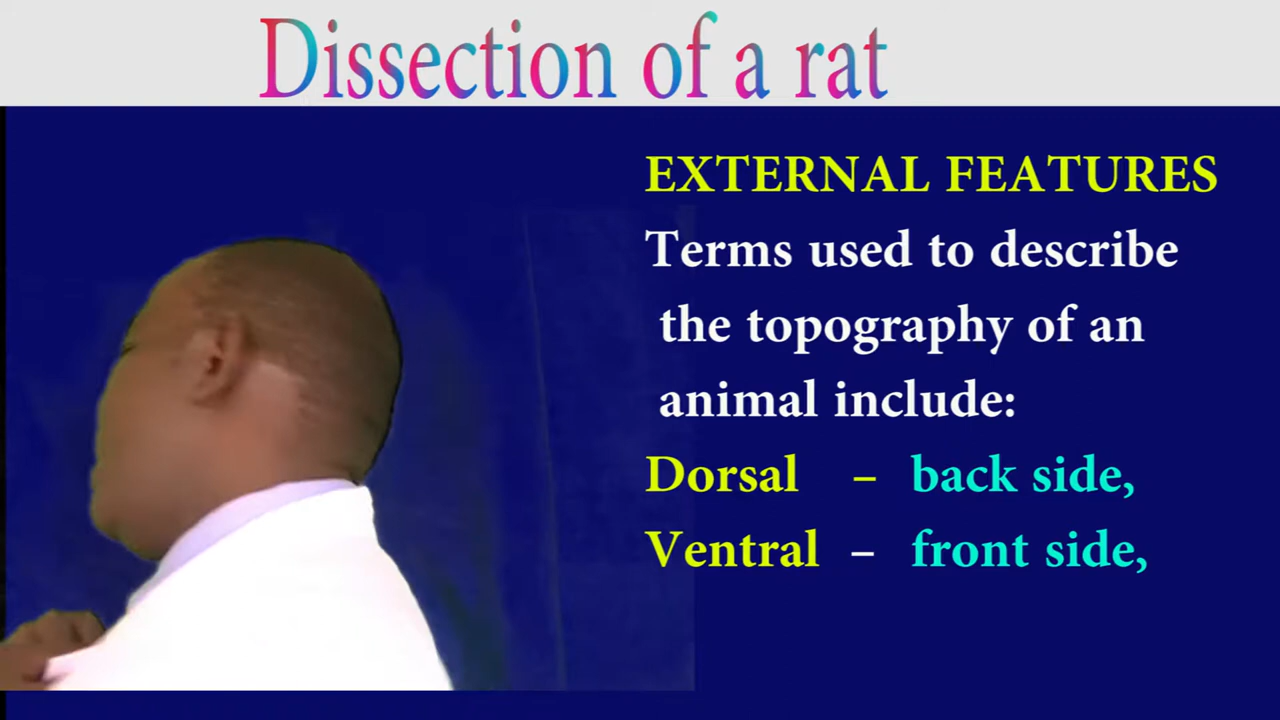 Dissection of a rat
EXTERNAL FEATURES
Terms used to describe
the topography of an
animal include:
Dorsal – back side,
Ventral – front side,